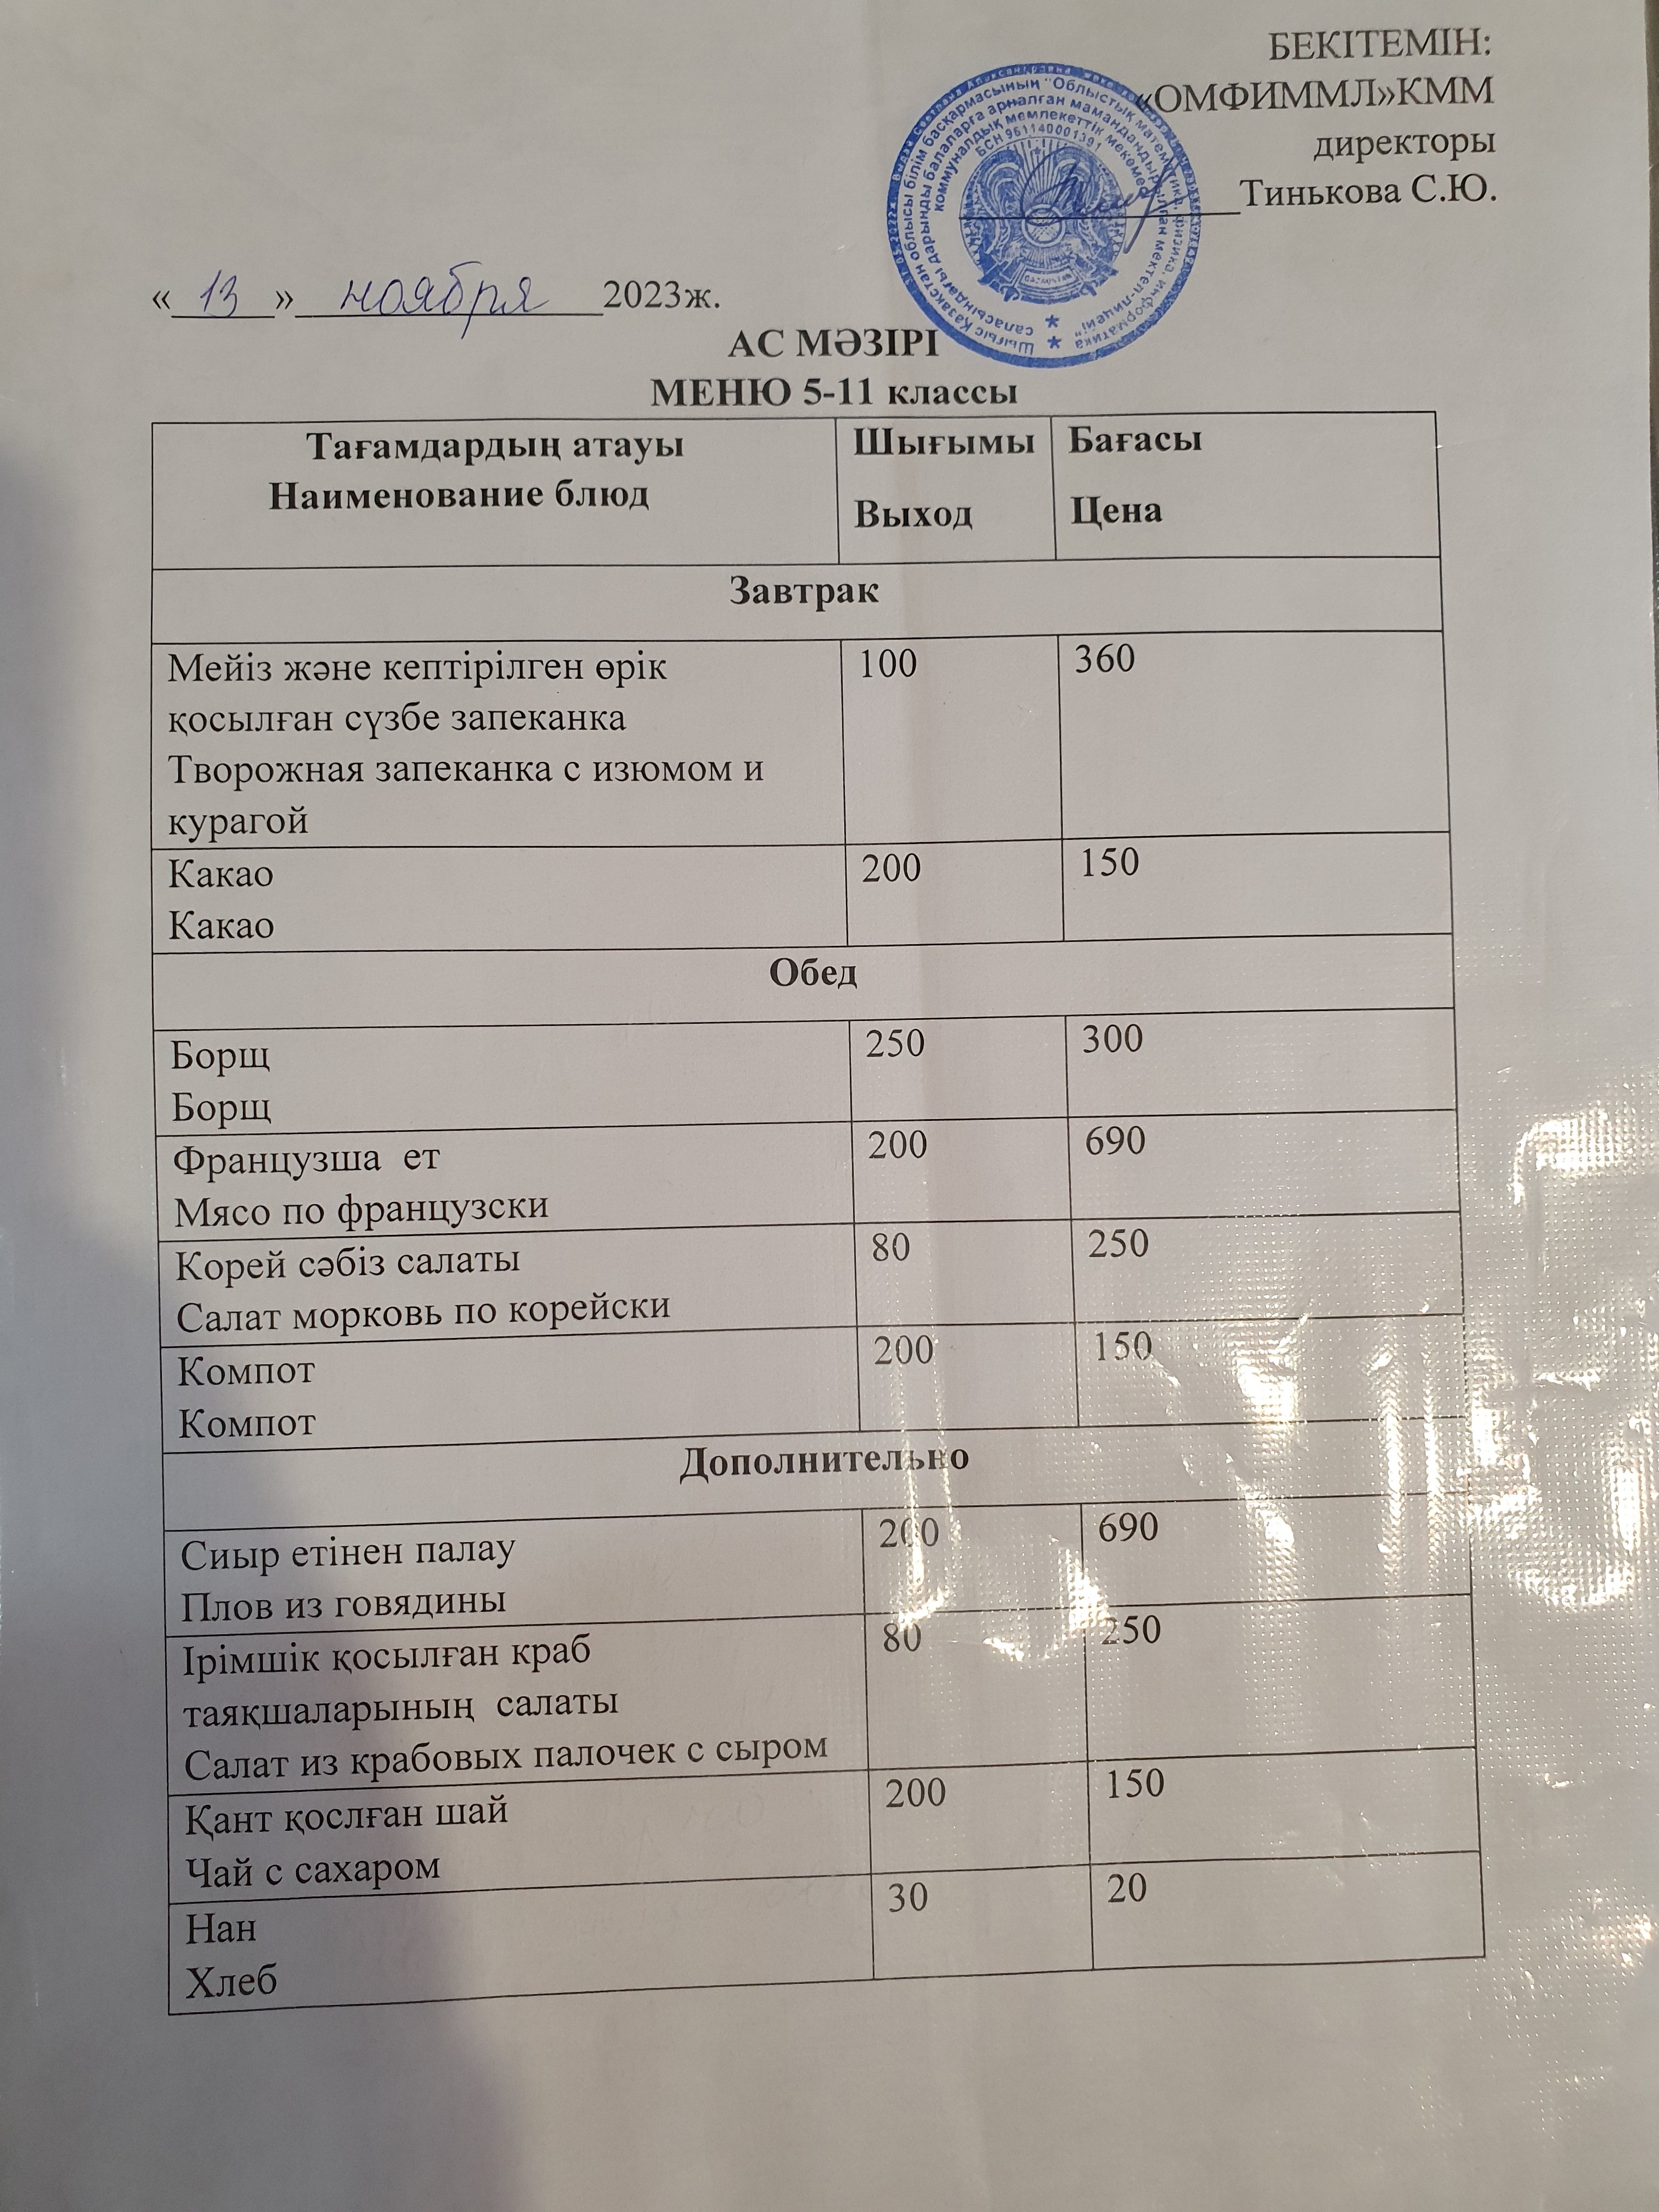 БЕКІТЕМІН:
«ОМФИММЛ»КММ
директоры
Тинькова С.Ю.
БСН 961140001391
« 13 » ноября 2023ж.
АС МӘЗІРІ
МЕНЮ 5-11 классы
Тағамдардың атауы Шығымы Бағасы
Наименование блюд Выход Цена
Завтрак
Мейіз және кептірілген өрік 100 360
қосылған сүзбе запеканка
Творожная запеканка с изюмом и
курагой
Какао 200 150
Какао
Обед
Борщ 250 300
Борщ
Французша ет 200 690
Мясо по французски
Корей сәбіз салаты 80 250
Салат морковь по корейски
Компот 200 150
Компот
Дополнительно
Сиыр етінен палау 200 690
Плов из говядины
Ірімшік қосылған краб 80 250
таяқшаларының салаты
Салат из крабовых палочек с сыром
Қант қослған шай 200 150
Чай с сахаром
Нан 30 20
Хлеб